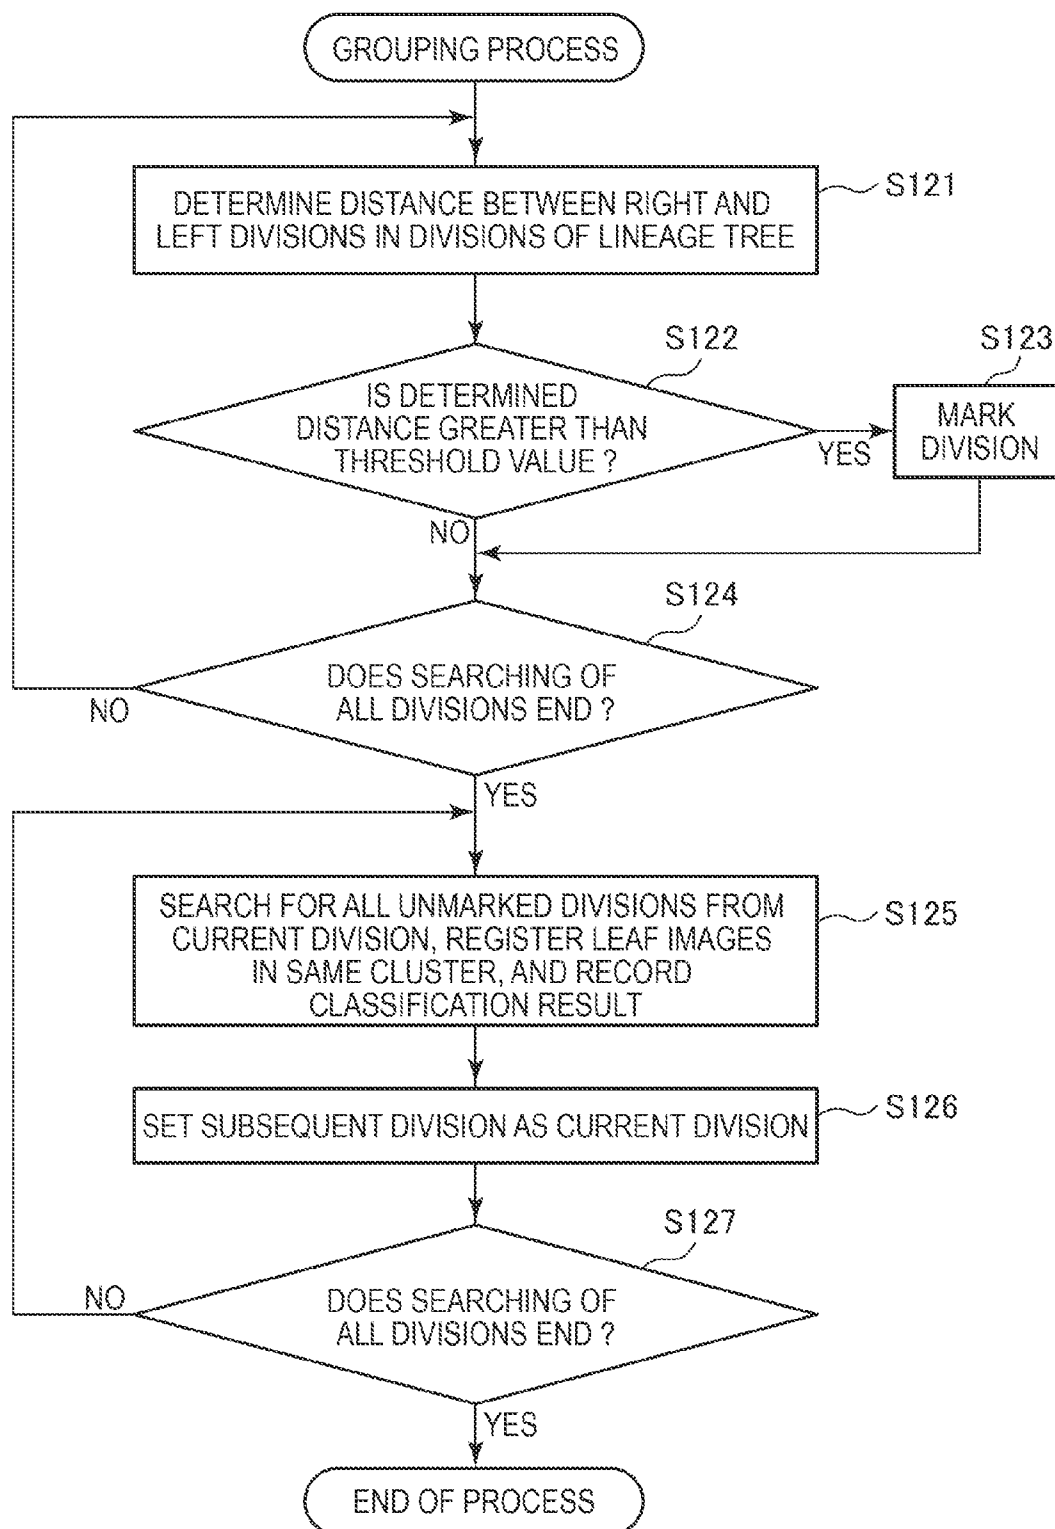 GROUPING PROCESS
S121
DETERMINE DISTANCE BETWEEN RIGHT AND
LEFT DIVISIONS IN DIVISIONS OF LINEAGE TREE
S122
S123
IS DETERMINED
DISTANCE GREATER THAN
THRESHOLD VALUE ?
YES
MARK
DIVISION
NO
S124
DOES SEARCHING OF
ALL DIVISIONS END ?
NO
YES
S125
SEARCH FOR ALL UNMARKED DIVISIONS FROM
CURRENT DIVISION, REGISTER LEAF IMAGES
IN SAME CLUSTER, AND RECORD
CLASSIFICATION RESULT
S126
SET SUBSEQUENT DIVISION AS CURRENT DIVISION
S127
NO
DOES SEARCHING OF
ALL DIVISIONS END ?
YES
END OF PROCESS